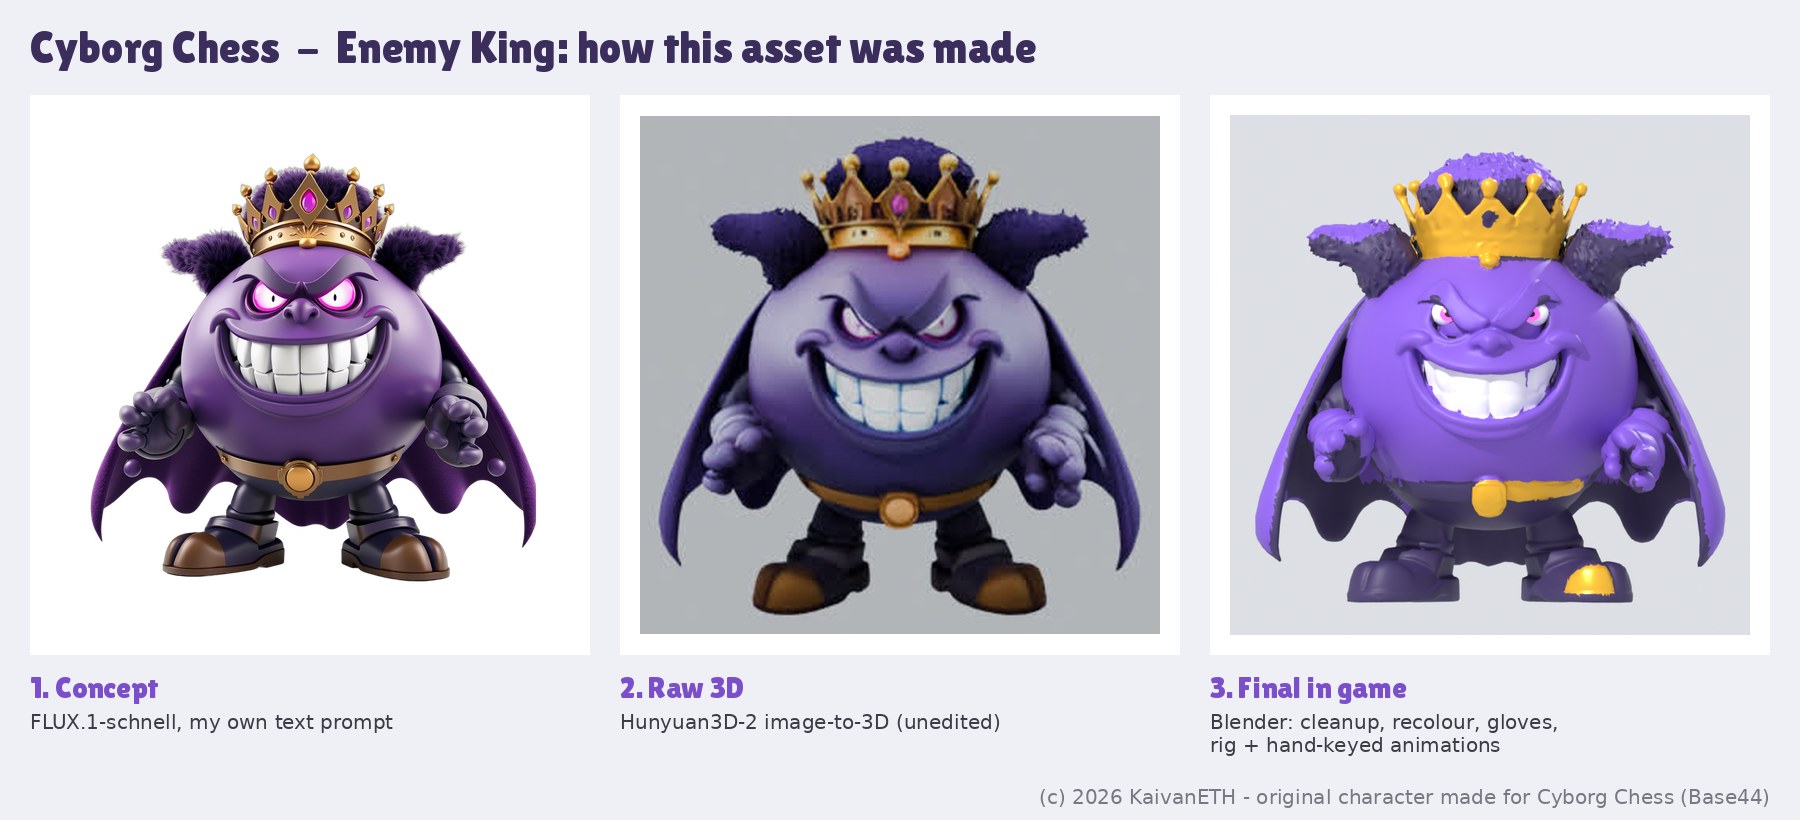 Cyborg Chess – Enemy King: how this asset was made
1. Concept
FLUX.1-schnell, my own text prompt
2. Raw 3D
Hunyuan3D-2 image-to-3D (unedited)
3. Final in game
Blender: cleanup, recolour, gloves,
rig + hand-keyed animations
(c) 2026 KaivanETH - original character made for Cyborg Chess (Base44)